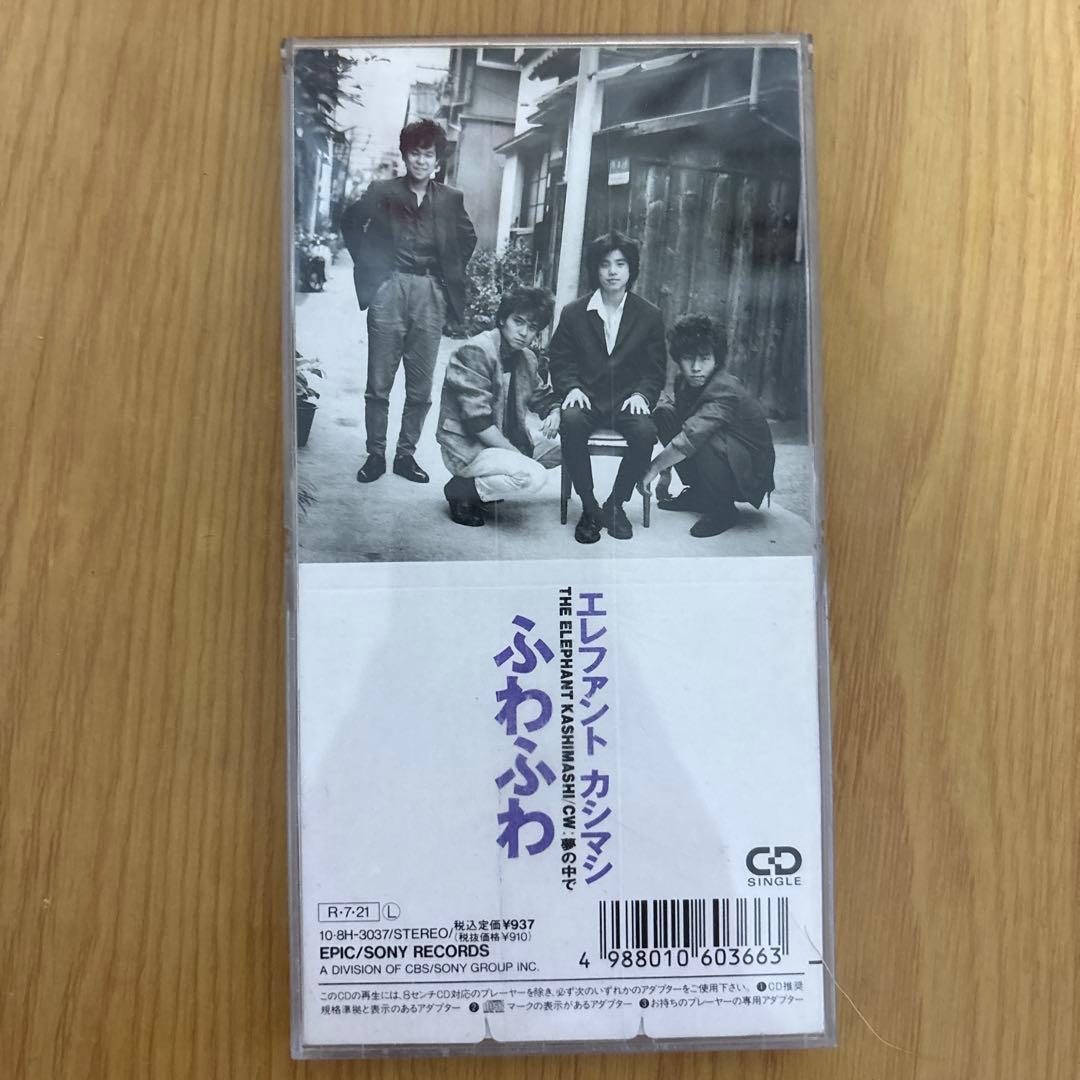 エレファント カシマシ
THE ELEPHANT KASHIMASHI/CW:夢の中で
ふわふわ
CD
SINGLE
R・7・21 Ⓛ
10・8H-3037/STEREO/税込定価¥937
(税抜価格¥910)
EPIC/SONY RECORDS
A DIVISION OF CBS/SONY GROUP INC.
4 988010 603663
このCDの再生には、8センチCD対応のプレーヤーを除き、必ず次のいずれかのアダプターをご使用下さい。❶CD推奨
規格準拠と表示のあるアダプター ❷マークの表示があるアダプター ❸お持ちのプレーヤーの専用アダプター